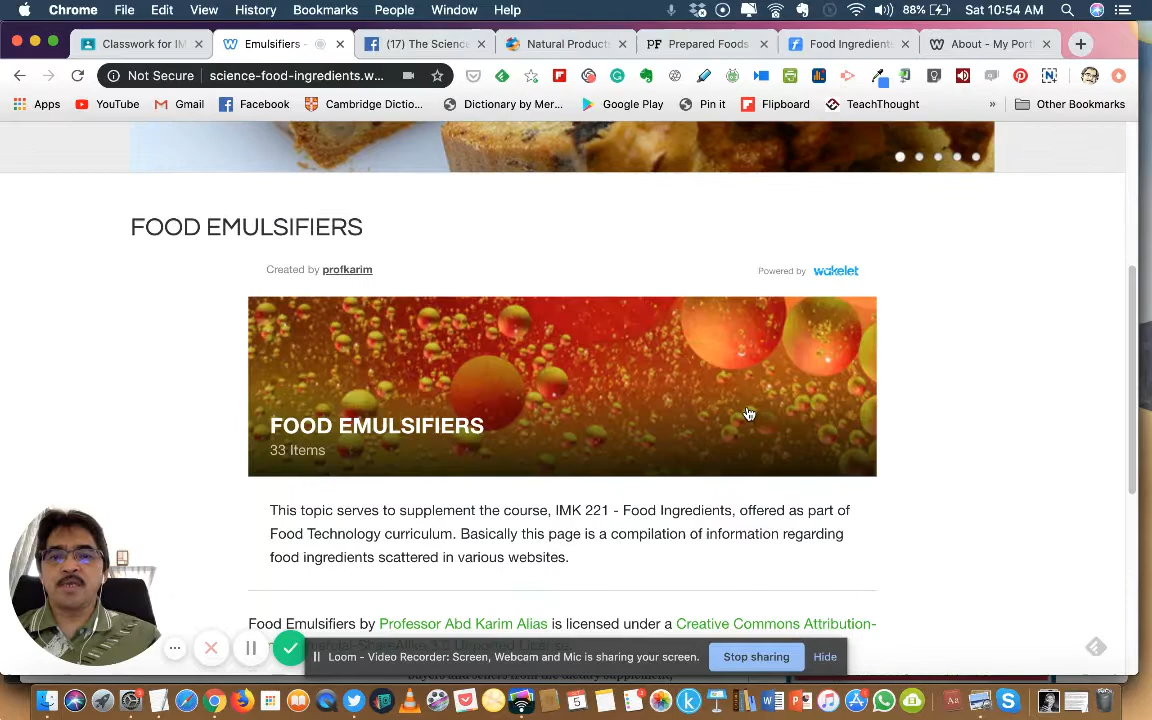 Chrome File Edit View History Bookmarks People Window Help 88% Sat 10:54 AM
Classwork for IM Emulsifiers - (17) The Science Natural Products Prepared Foods Food Ingredients About - My Port
Not Secure science-food-ingredients.w...
Apps YouTube Gmail Facebook Cambridge Dictio... Dictionary by Mer... Google Play Pin it Flipboard TeachThought » Other Bookmarks
FOOD EMULSIFIERS
Created by profkarim Powered by wakelet
FOOD EMULSIFIERS
33 Items
This topic serves to supplement the course, IMK 221 - Food Ingredients, offered as part of
Food Technology curriculum. Basically this page is a compilation of information regarding
food ingredients scattered in various websites.
Food Emulsifiers by Professor Abd Karim Alias is licensed under a Creative Commons Attribution-
Loom - Video Recorder: Screen, Webcam and Mic is sharing your screen. Stop sharing Hide